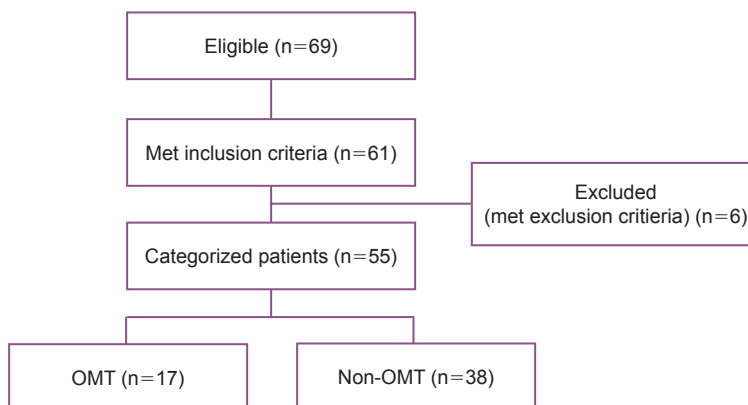 Eligible (n=69)
Met inclusion criteria (n=61)
Excluded
(met exclusion critieria) (n=6)
Categorized patients (n=55)
OMT (n=17)
Non-OMT (n=38)